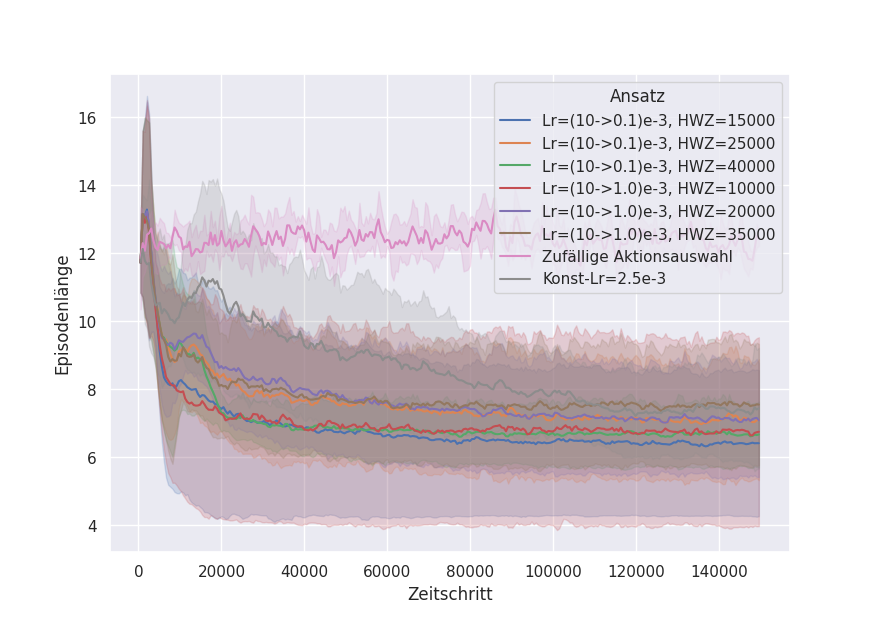 Ansatz
Lr=(10->0.1)e-3, HWZ=15000
Lr=(10->0.1)e-3, HWZ=25000
Lr=(10->0.1)e-3, HWZ=40000
Lr=(10->1.0)e-3, HWZ=10000
Lr=(10->1.0)e-3, HWZ=20000
Lr=(10->1.0)e-3, HWZ=35000
Zufällige Aktionsauswahl
Konst-Lr=2.5e-3
Episodenlänge
16
14
12
10
8
6
4
0 20000 40000 60000 80000 100000 120000 140000
Zeitschritt